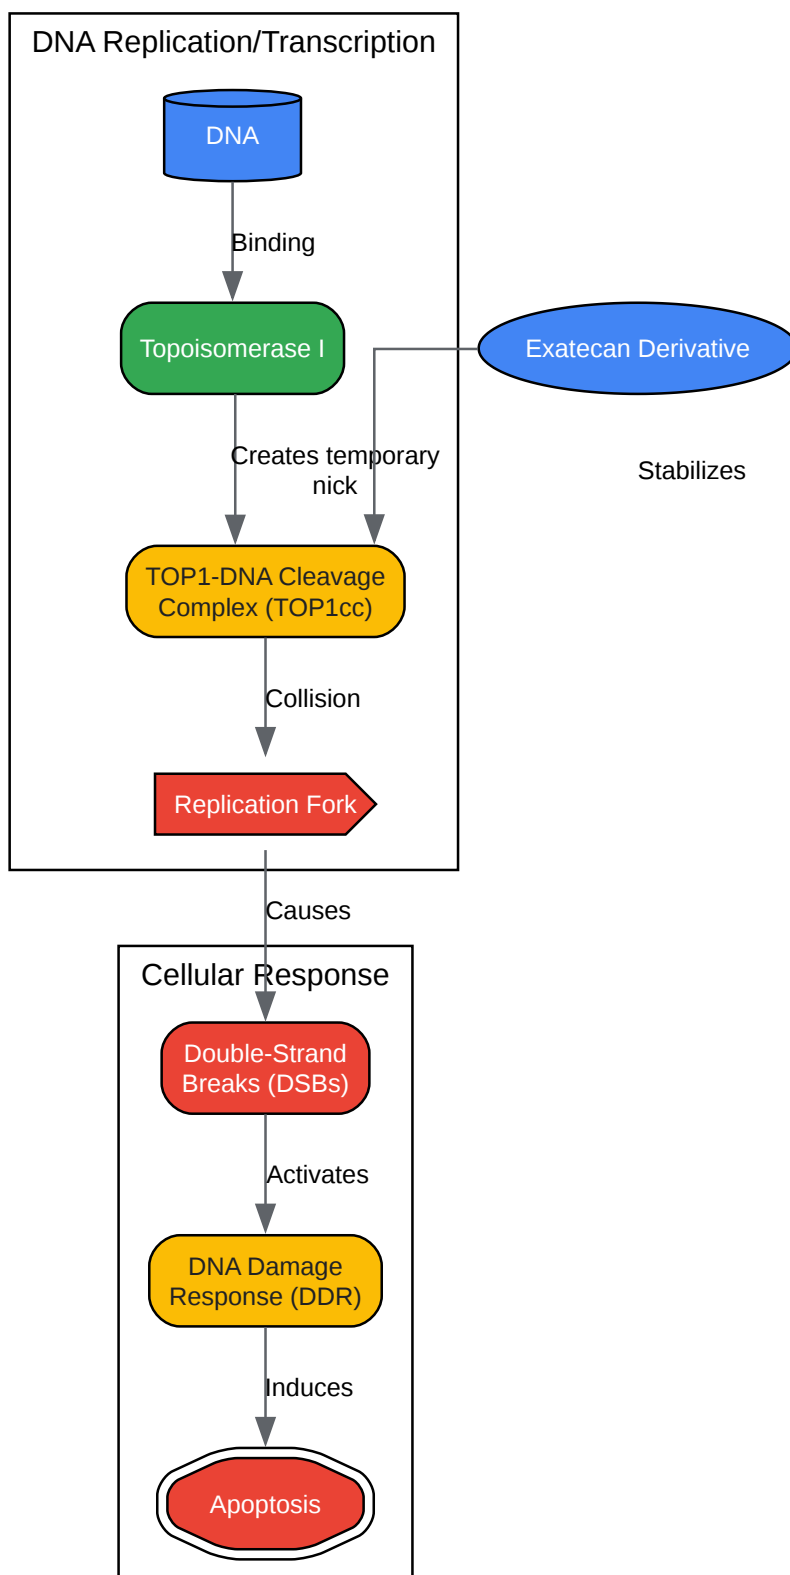 DNA Replication/Transcription
DNA
Binding
Topoisomerase I
Exatecan Derivative
Creates temporary
nick
Stabilizes
TOP1-DNA Cleavage
Complex (TOP1cc)
Collision
Replication Fork
Causes
Cellular Response
Double-Strand
Breaks (DSBs)
Activates
DNA Damage
Response (DDR)
Induces
Apoptosis